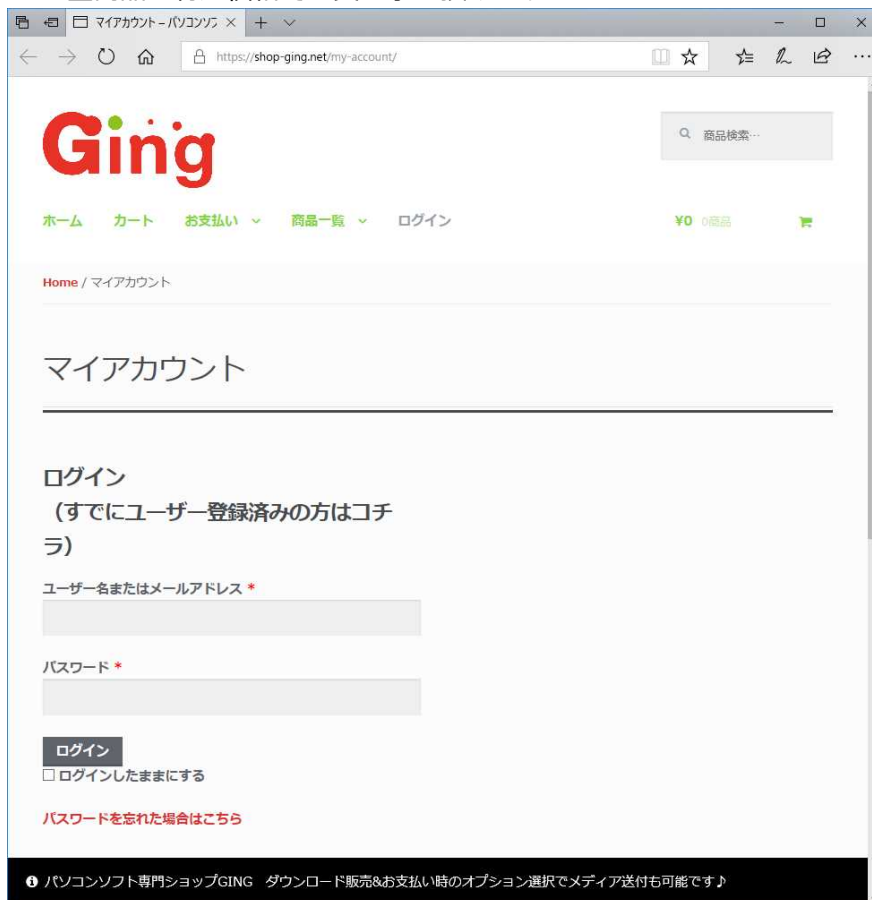 マイアカウント – パソコンソフ
https://shop-ging.net/my-account/
Ging
商品検索…
ホーム カート お支払い 商品一覧 ログイン ¥0 0商品
Home / マイアカウント
マイアカウント
ログイン
(すでにユーザー登録済みの方はコチ
ラ)
ユーザー名またはメールアドレス *
パスワード *
ログイン
ログインしたままにする
パスワードを忘れた場合はこちら
パソコンソフト専門ショップGING ダウンロード販売&お支払い時のオプション選択でメディア送付も可能です♪